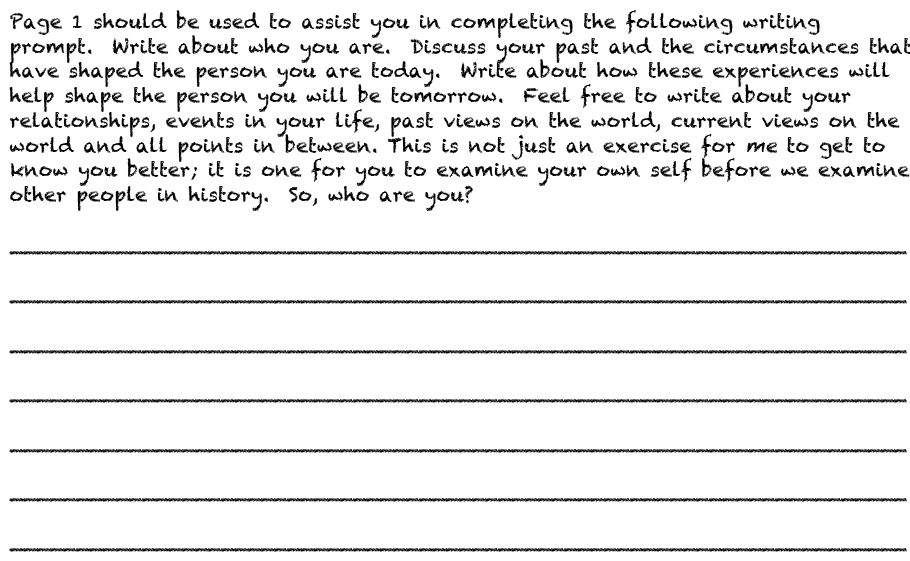 Page 1 should be used to assist you in completing the following writing
prompt.  Write about who you are.  Discuss your past and the circumstances that
have shaped the person you are today.  Write about how these experiences will
help shape the person you will be tomorrow.  Feel free to write about your
relationships, events in your life, past views on the world, current views on the
world and all points in between. This is not just an exercise for me to get to
know you better; it is one for you to examine your own self before we examine
other people in history.  So, who are you?